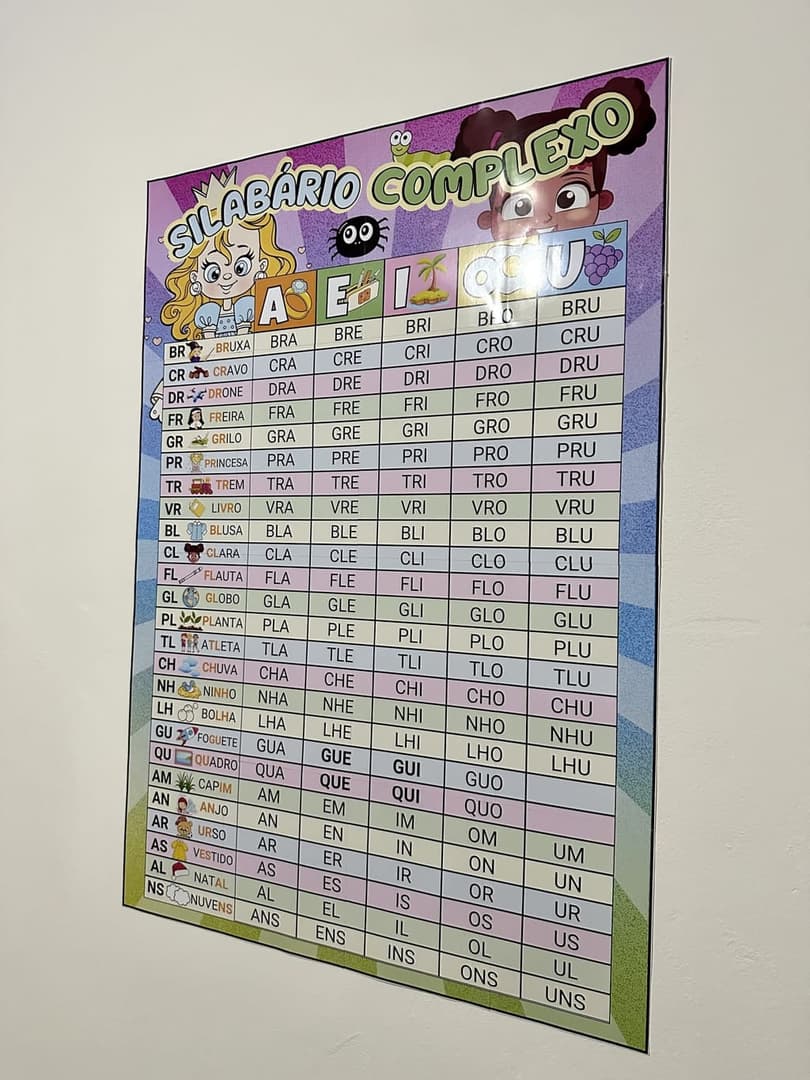 SILABÁRIO COMPLEXO
A E I O U
BR BRUXA BRA BRE BRI BRO BRU
CR CRAVO CRA CRE CRI CRO CRU
DR DRONE DRA DRE DRI DRO DRU
FR FREIRA FRA FRE FRI FRO FRU
GR GRILO GRA GRE GRI GRO GRU
PR PRINCESA PRA PRE PRI PRO PRU
TR TREM TRA TRE TRI TRO TRU
VR LIVRO VRA VRE VRI VRO VRU
BL BLUSA BLA BLE BLI BLO BLU
CL CLARA CLA CLE CLI CLO CLU
FL FLAUTA FLA FLE FLI FLO FLU
GL GLOBO GLA GLE GLI GLO GLU
PL PLANTA PLA PLE PLI PLO PLU
TL ATLETA TLA TLE TLI TLO TLU
CH CHUVA CHA CHE CHI CHO CHU
NH NINHO NHA NHE NHI NHO NHU
LH BOLHA LHA LHE LHI LHO LHU
GU FOGUETE GUA GUE GUI GUO
QU QUADRO QUA QUE QUI QUO
AM CAPIM AM EM IM OM UM
AN ANJO AN EN IN ON UN
AR URSO AR ER IR OR UR
AS VESTIDO AS ES IS OS US
AL NATAL AL EL IL OL UL
NS NUVENS ANS ENS INS ONS UNS